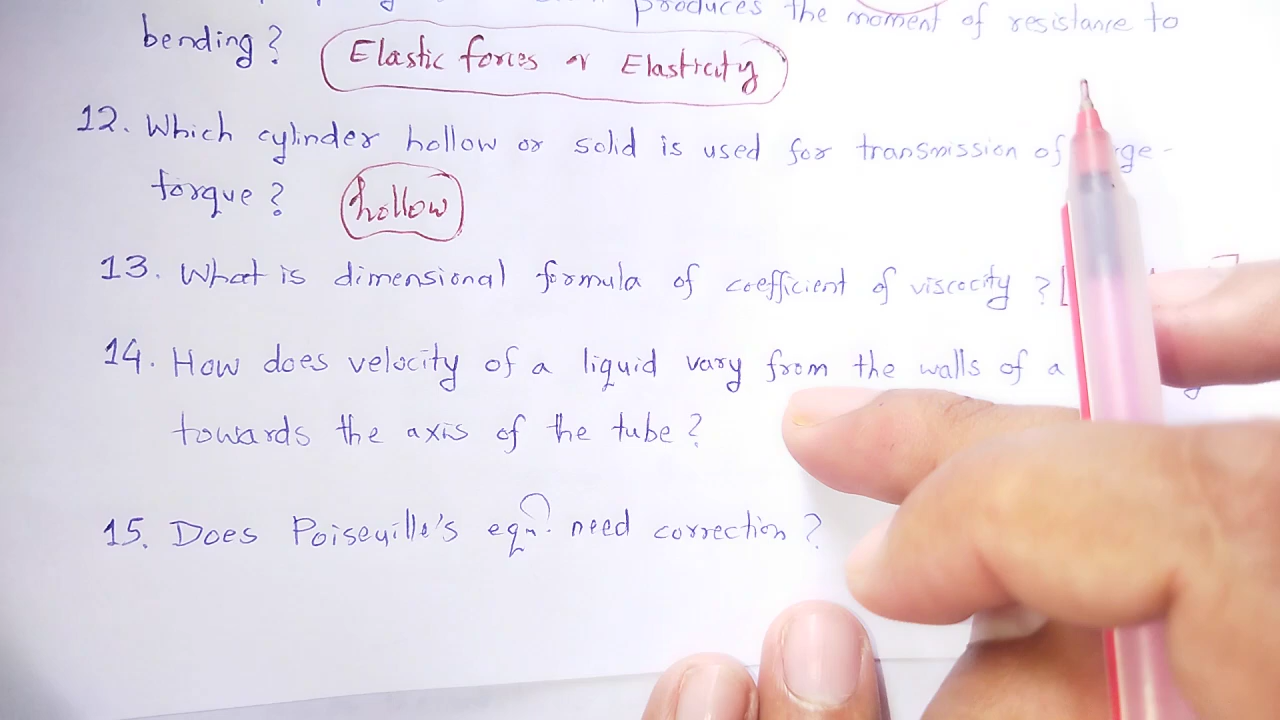 produces the moment of resistance to
bending? Elastic forces or Elasticity
12. Which cylinder hollow or solid is used for transmission of
torque? hollow
13. What is dimensional formula of coefficient of viscocity ? [
14. How does velocity of a liquid vary from the walls of a
towards the axis of the tube?
15. Does Poiseuille's eqn. need correction?